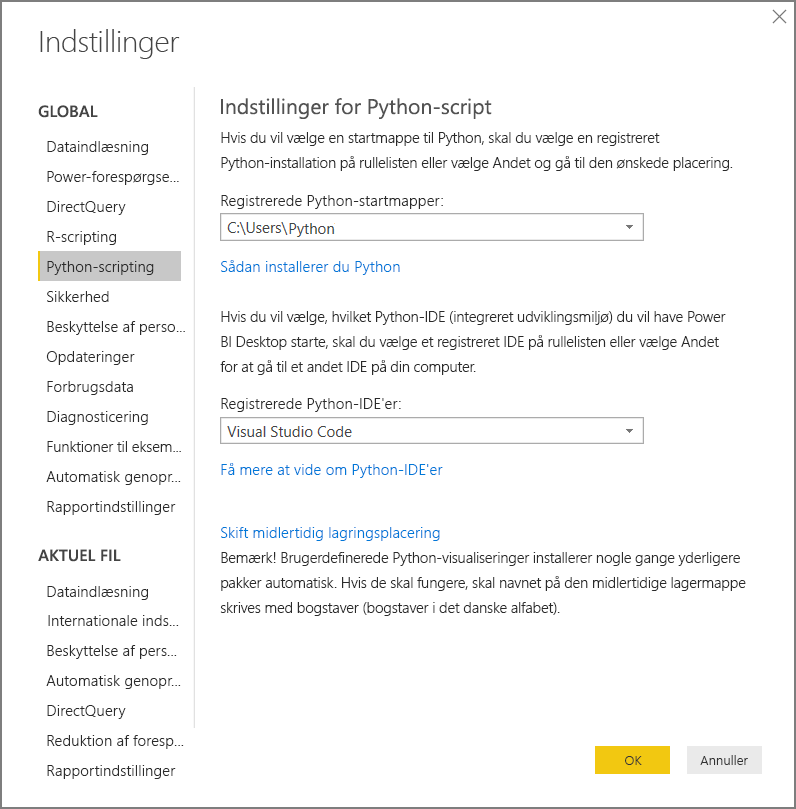 Indstillinger
GLOBAL
Dataindlæsning
Power-forespørgse...
DirectQuery
R-scripting
Python-scripting
Sikkerhed
Beskyttelse af perso...
Opdateringer
Forbrugsdata
Diagnosticering
Funktioner til eksem...
Automatisk genopr...
Rapportindstillinger
AKTUEL FIL
Dataindlæsning
Internationale inds...
Beskyttelse af pers...
Automatisk genopr...
DirectQuery
Reduktion af foresp...
Rapportindstillinger
Indstillinger for Python-script
Hvis du vil vælge en startmappe til Python, skal du vælge en registreret
Python-installation på rullelisten eller vælge Andet og gå til den ønskede placering.
Registrerede Python-startmapper:
C:\Users\Python
Sådan installerer du Python
Hvis du vil vælge, hvilket Python-IDE (integreret udviklingsmiljø) du vil have Power
BI Desktop starte, skal du vælge et registreret IDE på rullelisten eller vælge Andet
for at gå til et andet IDE på din computer.
Registrerede Python-IDE'er:
Visual Studio Code
Få mere at vide om Python-IDE'er
Skift midlertidig lagringsplacering
Bemærk! Brugerdefinerede Python-visualiseringer installerer nogle gange yderligere
pakker automatisk. Hvis de skal fungere, skal navnet på den midlertidige lagermappe
skrives med bogstaver (bogstaver i det danske alfabet).
OK
Annuller